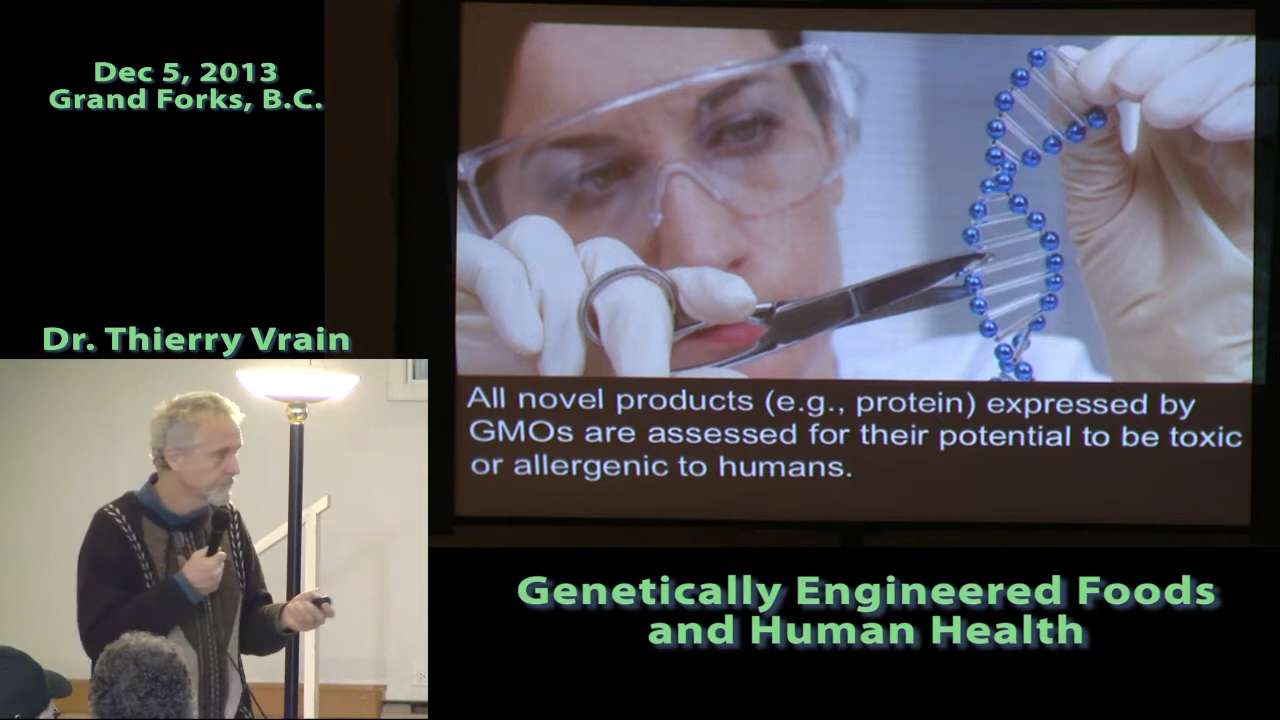 Dec 5, 2013
Grand Forks, B.C.
Dr. Thierry Vrain
All novel products (e.g., protein) expressed by
GMOs are assessed for their potential to be toxic
or allergenic to humans.
Genetically Engineered Foods
and Human Health